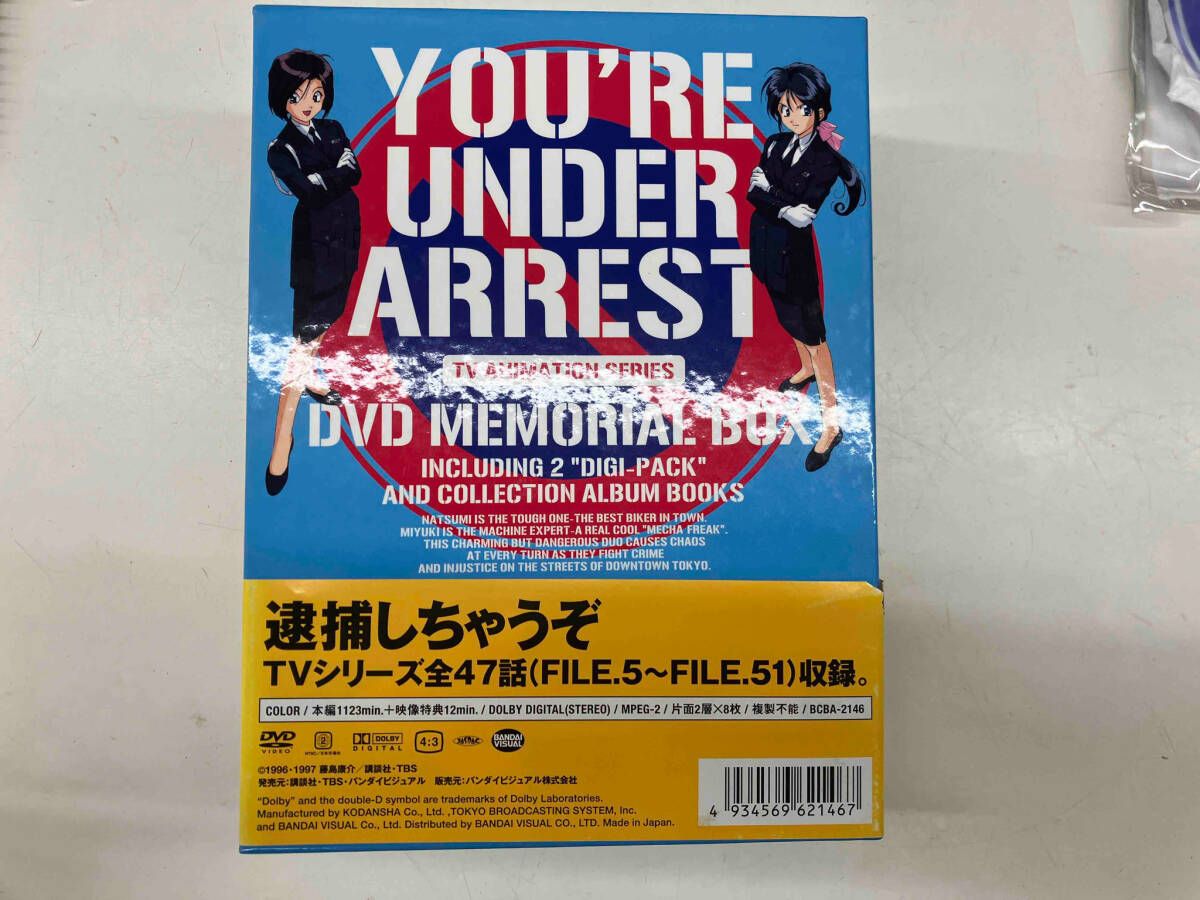 YOU'RE
UNDER
ARREST
TV ANIMATION SERIES
DVD MEMORIAL BOX
INCLUDING 2 "DIGI-PACK"
AND COLLECTION ALBUM BOOKS
NATSUMI IS THE TOUGH ONE-THE BEST BIKER IN TOWN.
MIYUKI IS THE MACHINE EXPERT-A REAL COOL "MECHA FREAK".
THIS CHARMING BUT DANGEROUS DUO CAUSES CHAOS
AT EVERY TURN AS THEY FIGHT CRIME
AND INJUSTICE ON THE STREETS OF DOWNTOWN TOKYO.
逮捕しちゃうぞ
TVシリーズ全47話(FILE.5～FILE.51)収録。
COLOR / 本編1123min.+映像特典12min. / DOLBY DIGITAL(STEREO) / MPEG-2 / 片面2層×8枚 / 複製不能 / BCBA-2146
DVD VIDEO 2 DOLBY DIGITAL 4:3 BANDAI VISUAL
©1996・1997 藤島康介／講談社・TBS
発売元:講談社・TBS・バンダイビジュアル 販売元:バンダイビジュアル株式会社
"Dolby" and the double-D symbol are trademarks of Dolby Laboratories.
Manufactured by KODANSHA Co., Ltd. ,TOKYO BROADCASTING SYSTEM, Inc.
and BANDAI VISUAL Co., Ltd. Distributed by BANDAI VISUAL CO., LTD. Made in Japan.
4 934569 621467